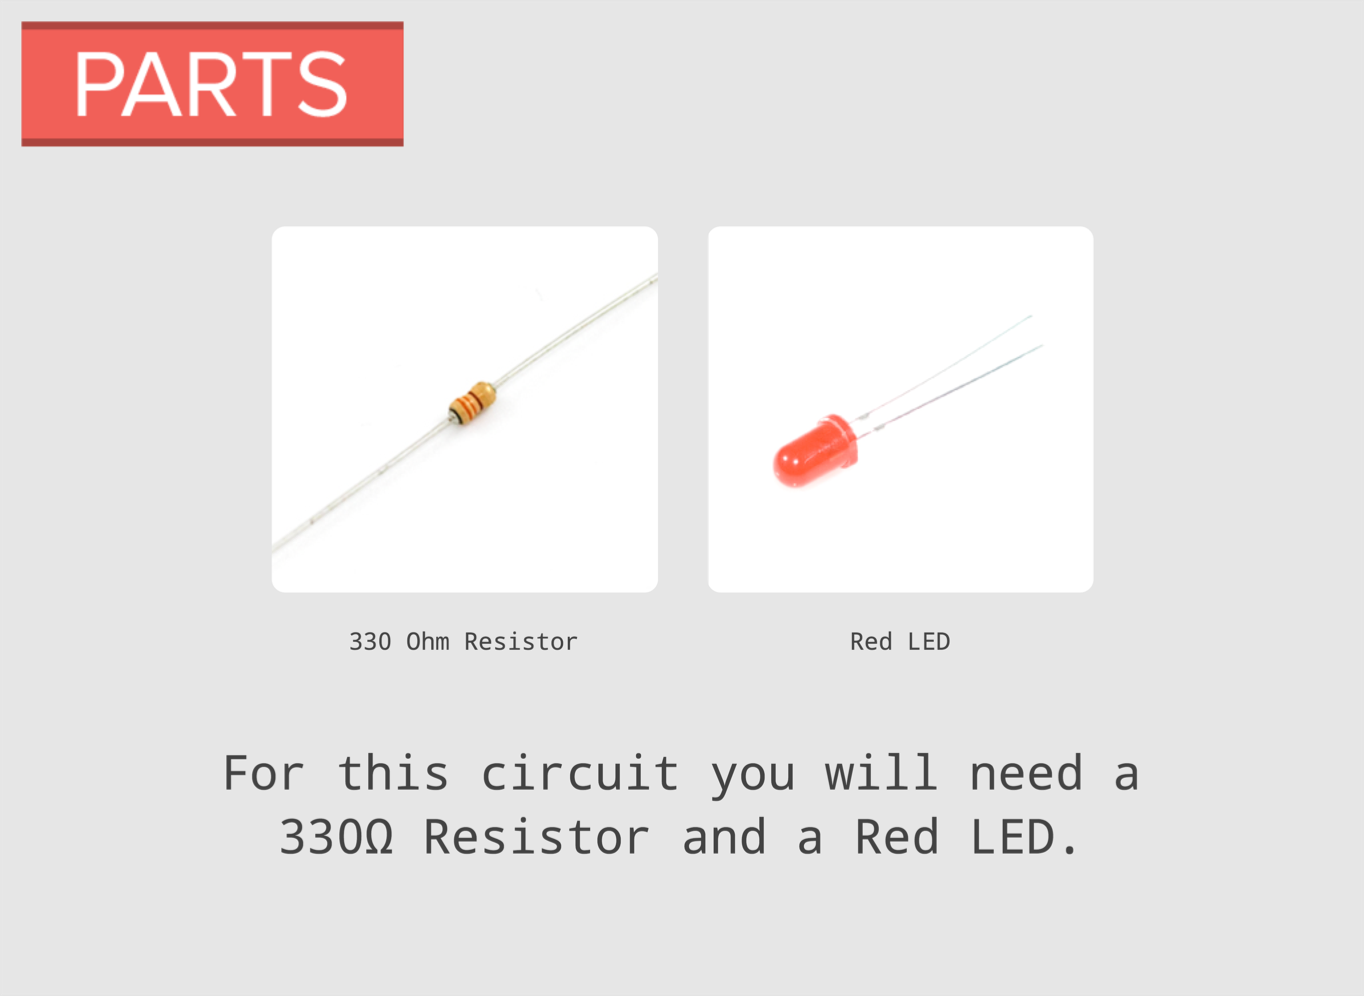 PARTS
330 Ohm Resistor
Red LED
For this circuit you will need a
330Ω Resistor and a Red LED.